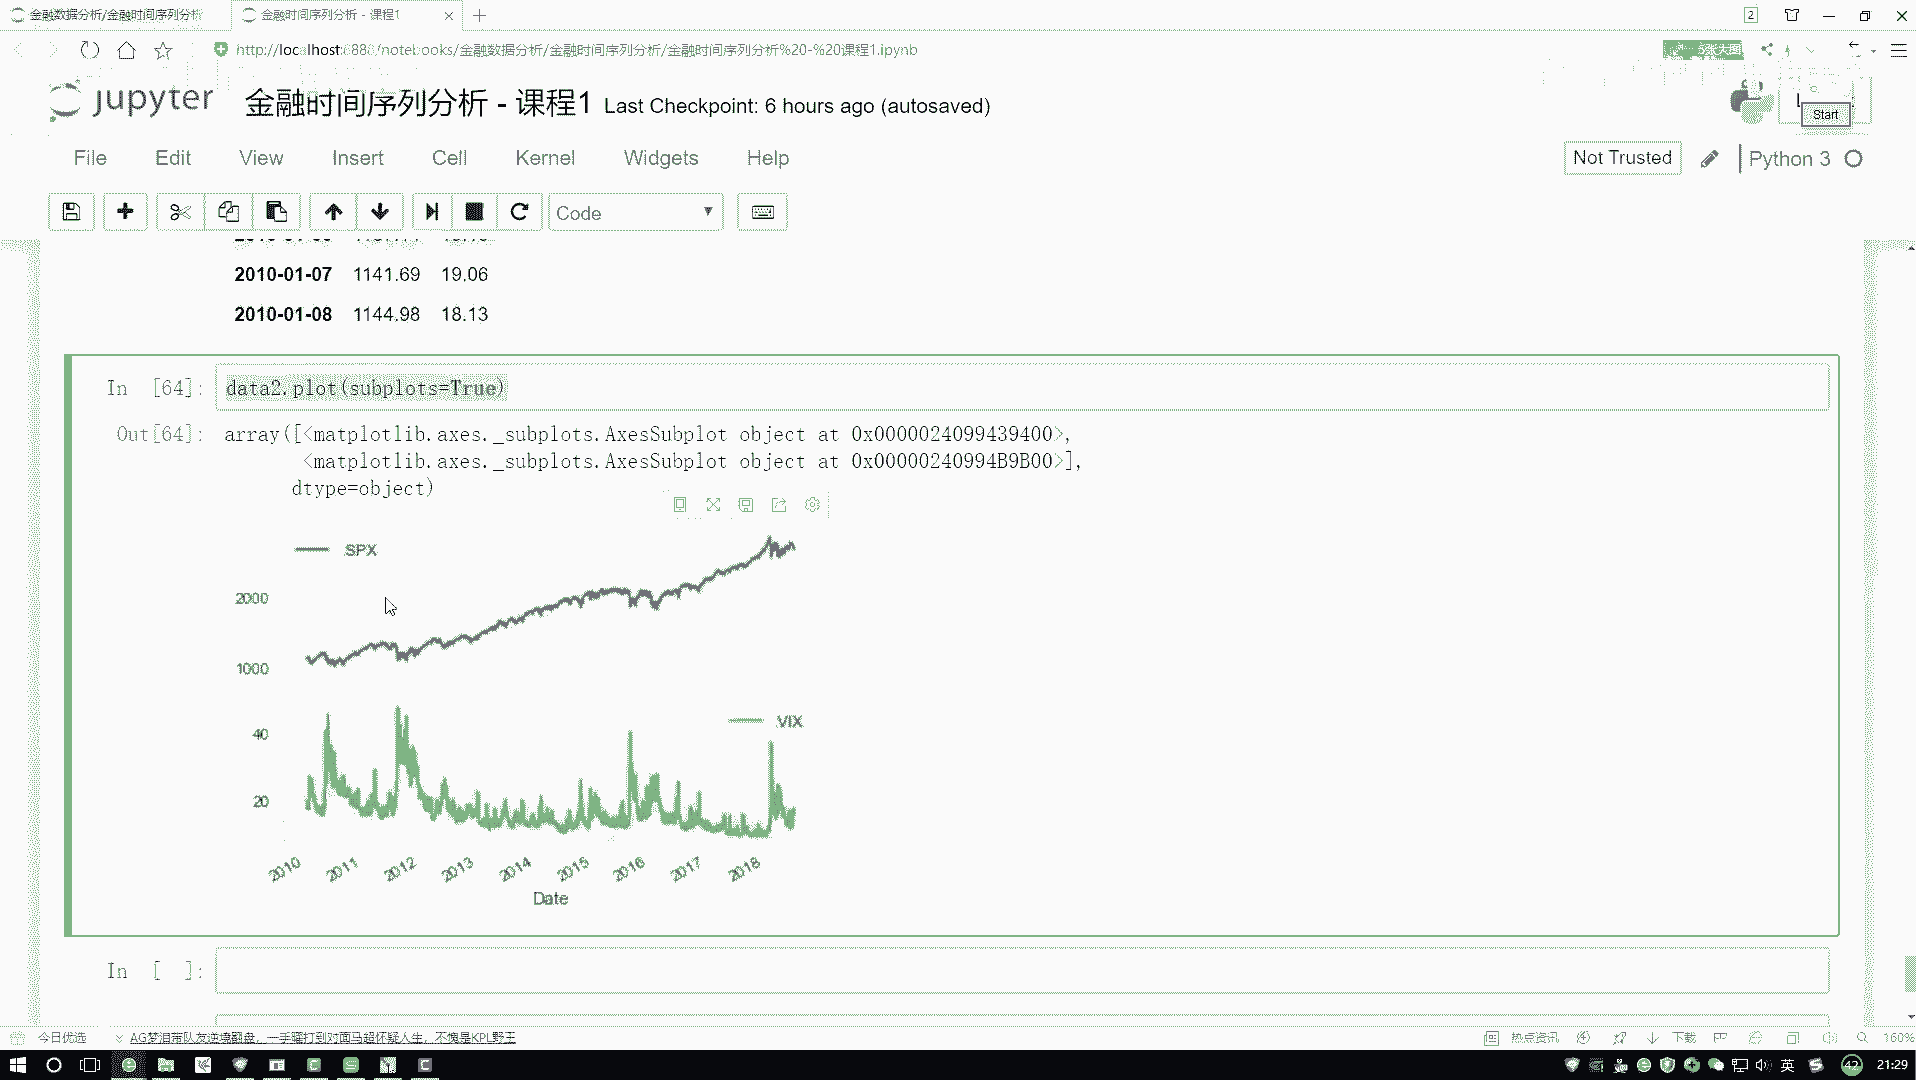 金融数据分析/金融时间序列分析
金融时间序列分析 - 课程1
2
http://localhost:8888/notebooks/金融数据分析/金融时间序列分析/金融时间序列分析%20-%20课程1.ipynb
jupyter
金融时间序列分析 - 课程1 Last Checkpoint: 6 hours ago (autosaved)
Start
File Edit View Insert Cell Kernel Widgets Help
Not Trusted
Python 3
Code
2010-01-07 1141.69 19.06
2010-01-08 1144.98 18.13
In [64]: data2.plot(subplots=True)
Out[64]: array([<matplotlib.axes._subplots.AxesSubplot object at 0x0000024099439400>,
<matplotlib.axes._subplots.AxesSubplot object at 0x00000240994B9B00>],
dtype=object)
SPX
2000
1000
VIX
40
20
2010 2011 2012 2013 2014 2015 2016 2017 2018
Date
In [ ]:
今日优选
AG梦泪带队友逆境翻盘，一手曜打到对面马超怀疑人生，不愧是KPL野王
热点资讯
下载
160%
英
42
21:29